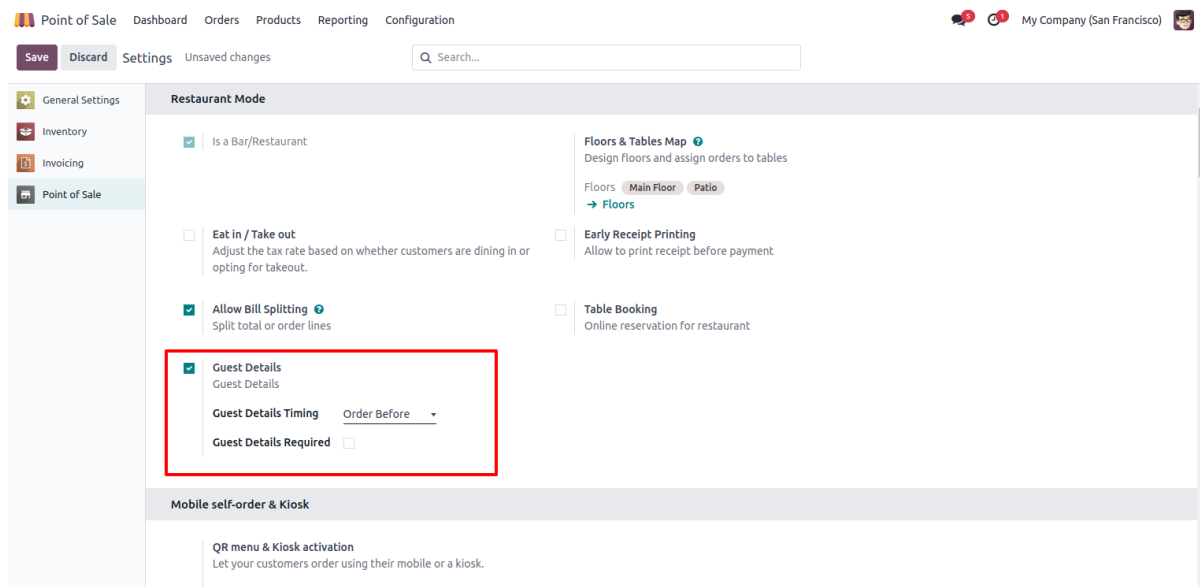 Point of Sale Dashboard Orders Products Reporting Configuration 5 1 My Company (San Francisco)
Save Discard Settings Unsaved changes Search...
General Settings
Inventory
Invoicing
Point of Sale
Restaurant Mode
Is a Bar/Restaurant
Floors & Tables Map ?
Design floors and assign orders to tables
Floors Main Floor Patio
→ Floors
Eat in / Take out
Adjust the tax rate based on whether customers are dining in or
opting for takeout.
Early Receipt Printing
Allow to print receipt before payment
Allow Bill Splitting ?
Split total or order lines
Table Booking
Online reservation for restaurant
Guest Details
Guest Details
Guest Details Timing Order Before
Guest Details Required
Mobile self-order & Kiosk
QR menu & Kiosk activation
Let your customers order using their mobile or a kiosk.